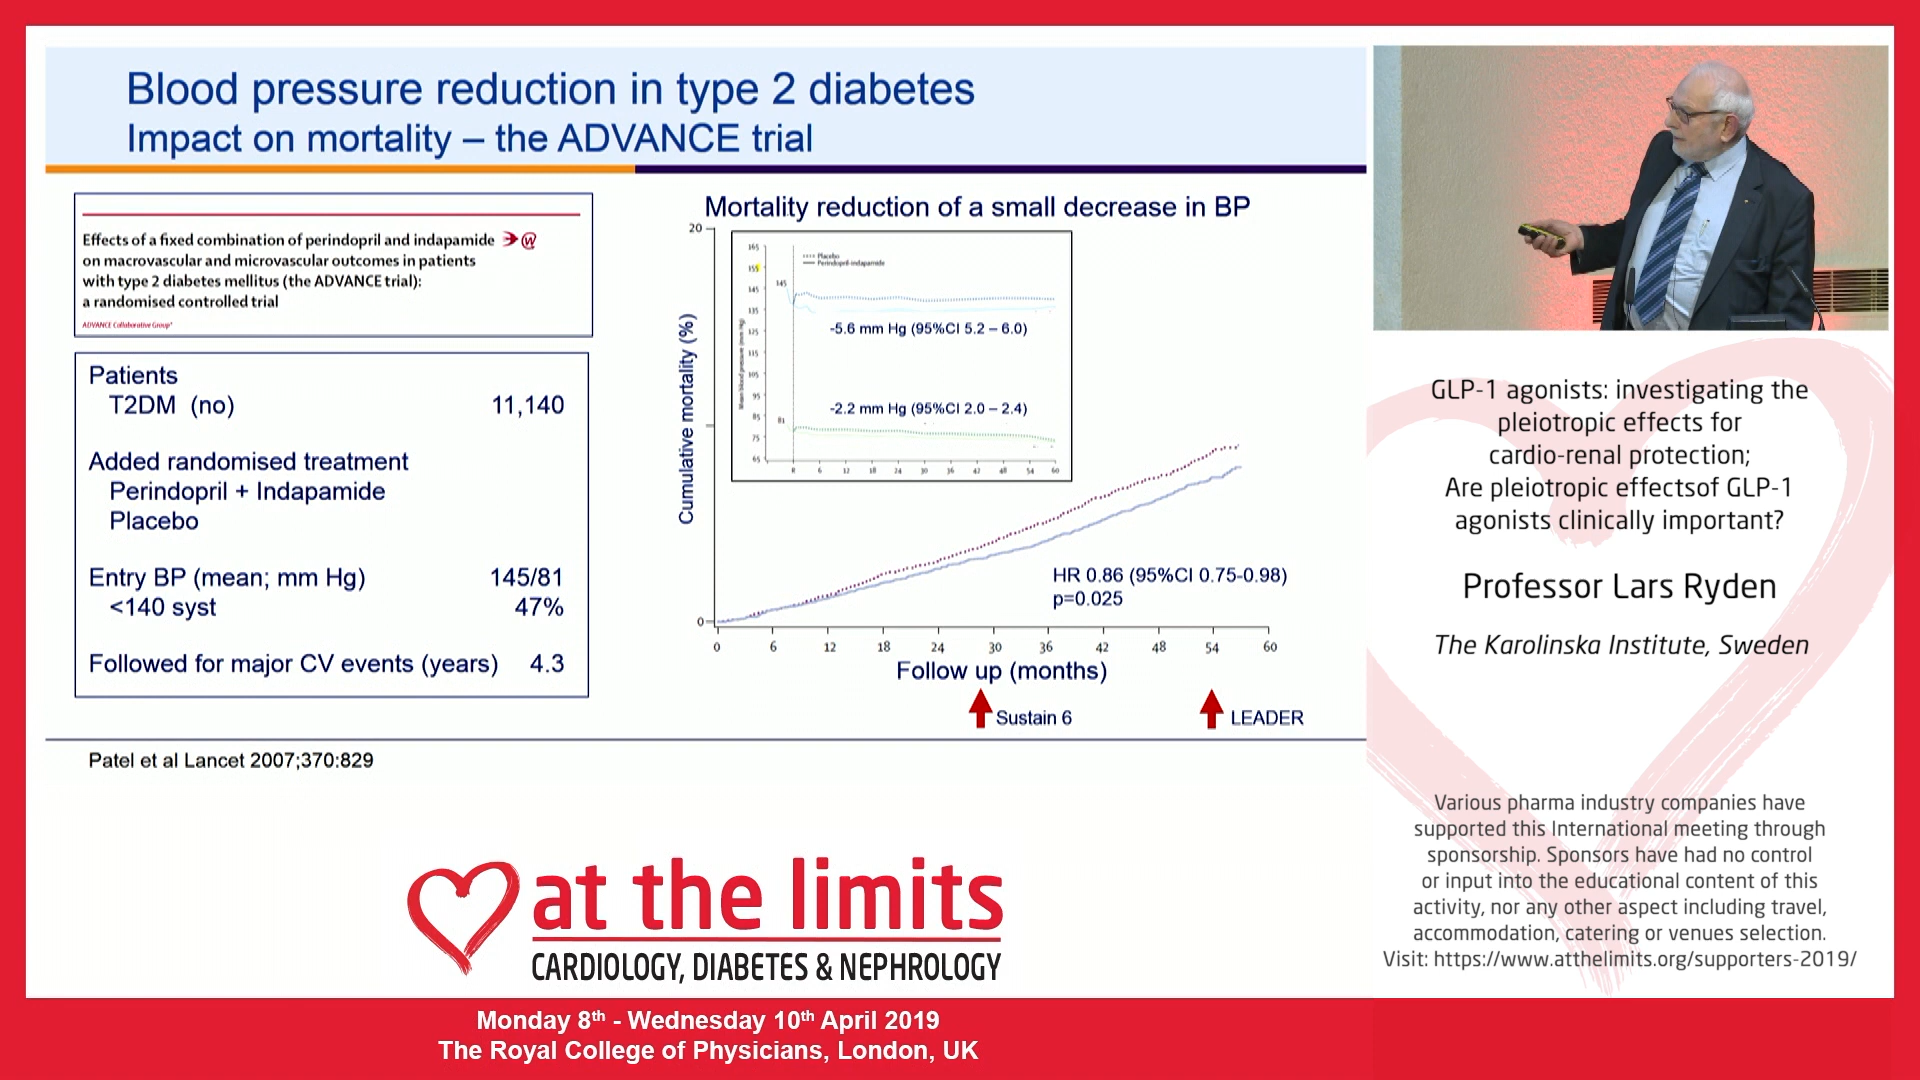 Blood pressure reduction in type 2 diabetes
Impact on mortality – the ADVANCE trial
Effects of a fixed combination of perindopril and indapamide
on macrovascular and microvascular outcomes in patients
with type 2 diabetes mellitus (the ADVANCE trial):
a randomised controlled trial
ADVANCE Collaborative Group*
Patients
T2DM (no) 11,140
Added randomised treatment
Perindopril + Indapamide
Placebo
Entry BP (mean; mm Hg) 145/81
<140 syst 47%
Followed for major CV events (years) 4.3
Patel et al Lancet 2007;370:829
Mortality reduction of a small decrease in BP
Cumulative mortality (%)
20
0
Mean blood pressure (mm Hg)
165
155
145
135
125
115
105
95
85
75
65
145
81
Placebo
Perindopril-indapamide
-5.6 mm Hg (95%CI 5.2 – 6.0)
-2.2 mm Hg (95%CI 2.0 – 2.4)
R 6 12 18 24 30 36 42 48 54 60
HR 0.86 (95%CI 0.75-0.98)
p=0.025
0 6 12 18 24 30 36 42 48 54 60
Follow up (months)
Sustain 6
LEADER
GLP-1 agonists: investigating the
pleiotropic effects for
cardio-renal protection;
Are pleiotropic effectsof GLP-1
agonists clinically important?
Professor Lars Ryden
The Karolinska Institute, Sweden
Various pharma industry companies have
supported this International meeting through
sponsorship. Sponsors have had no control
or input into the educational content of this
activity, nor any other aspect including travel,
accommodation, catering or venues selection.
Visit: https://www.atthelimits.org/supporters-2019/
at the limits
CARDIOLOGY, DIABETES & NEPHROLOGY
Monday 8th - Wednesday 10th April 2019
The Royal College of Physicians, London, UK